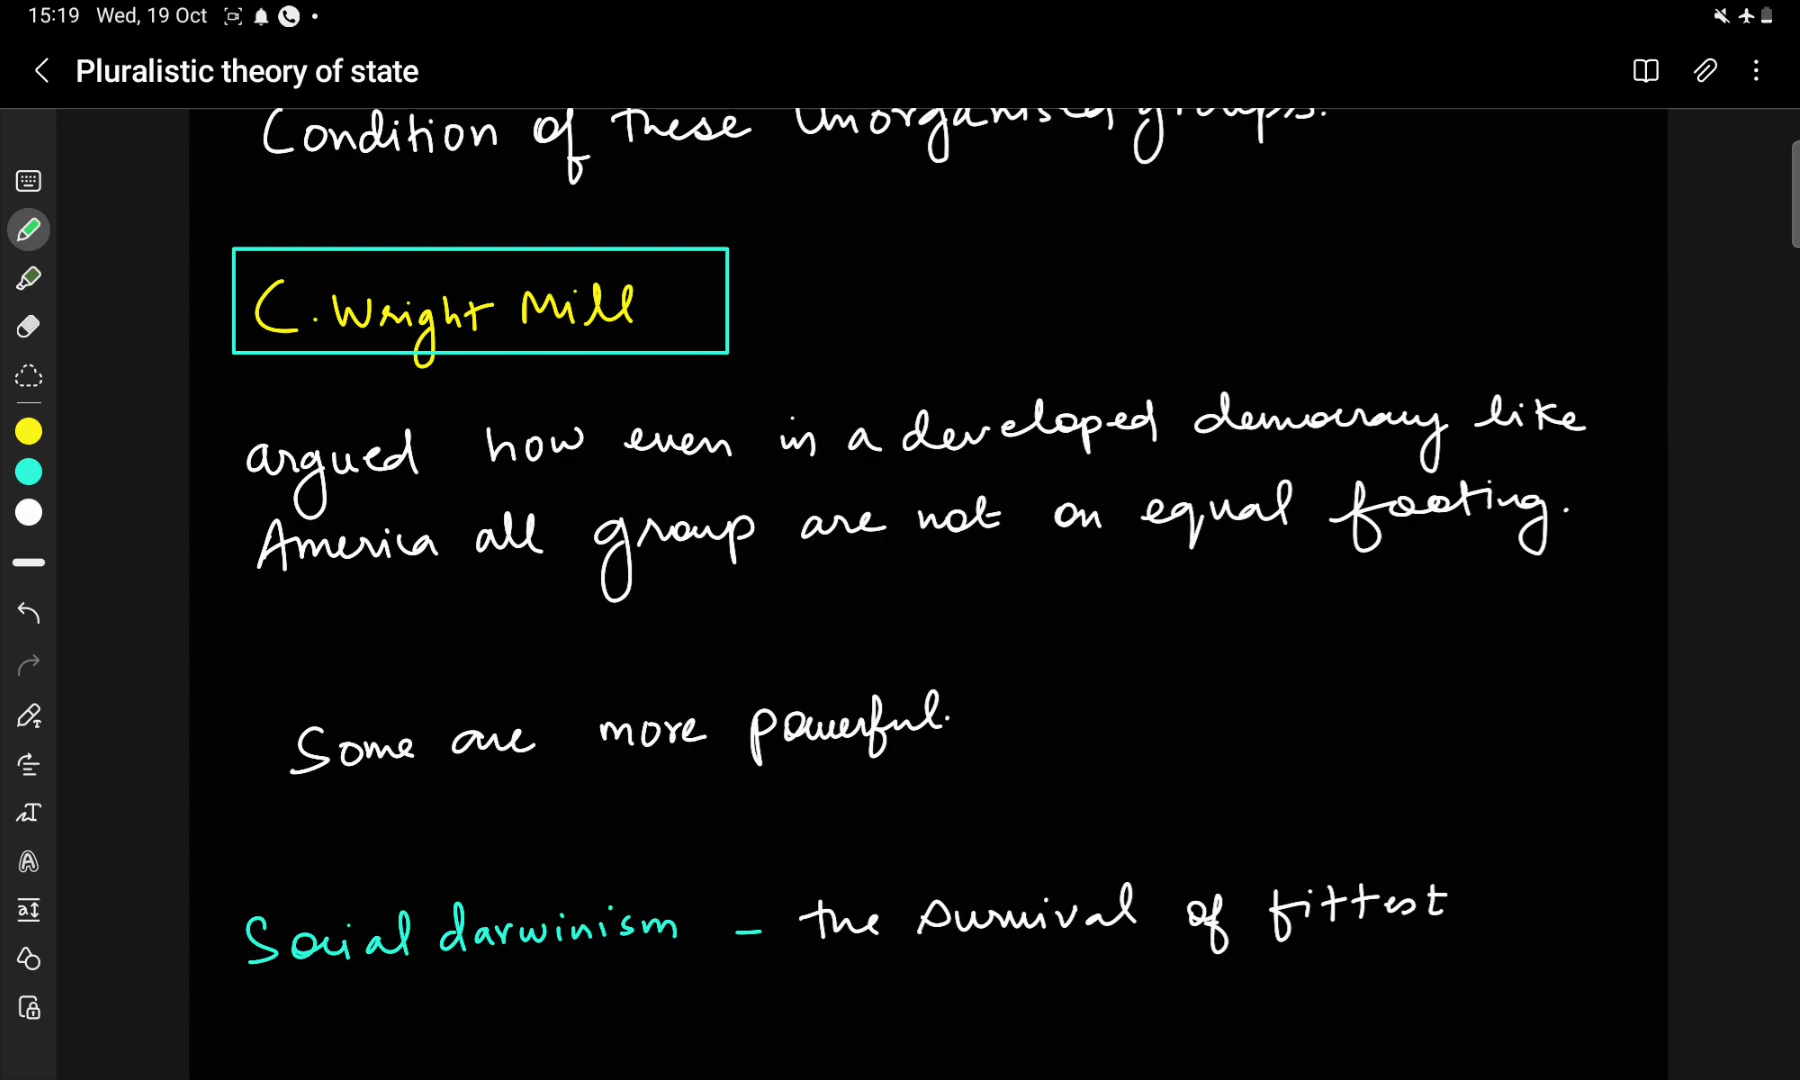 15:19 Wed, 19 Oct
Pluralistic theory of state
Condition of these Unorganised groups.
C. Wright Mill
argued how even in a developed democracy like
America all group are not on equal footing.
Some are more powerful.
Social darwinism - the survival of fittest